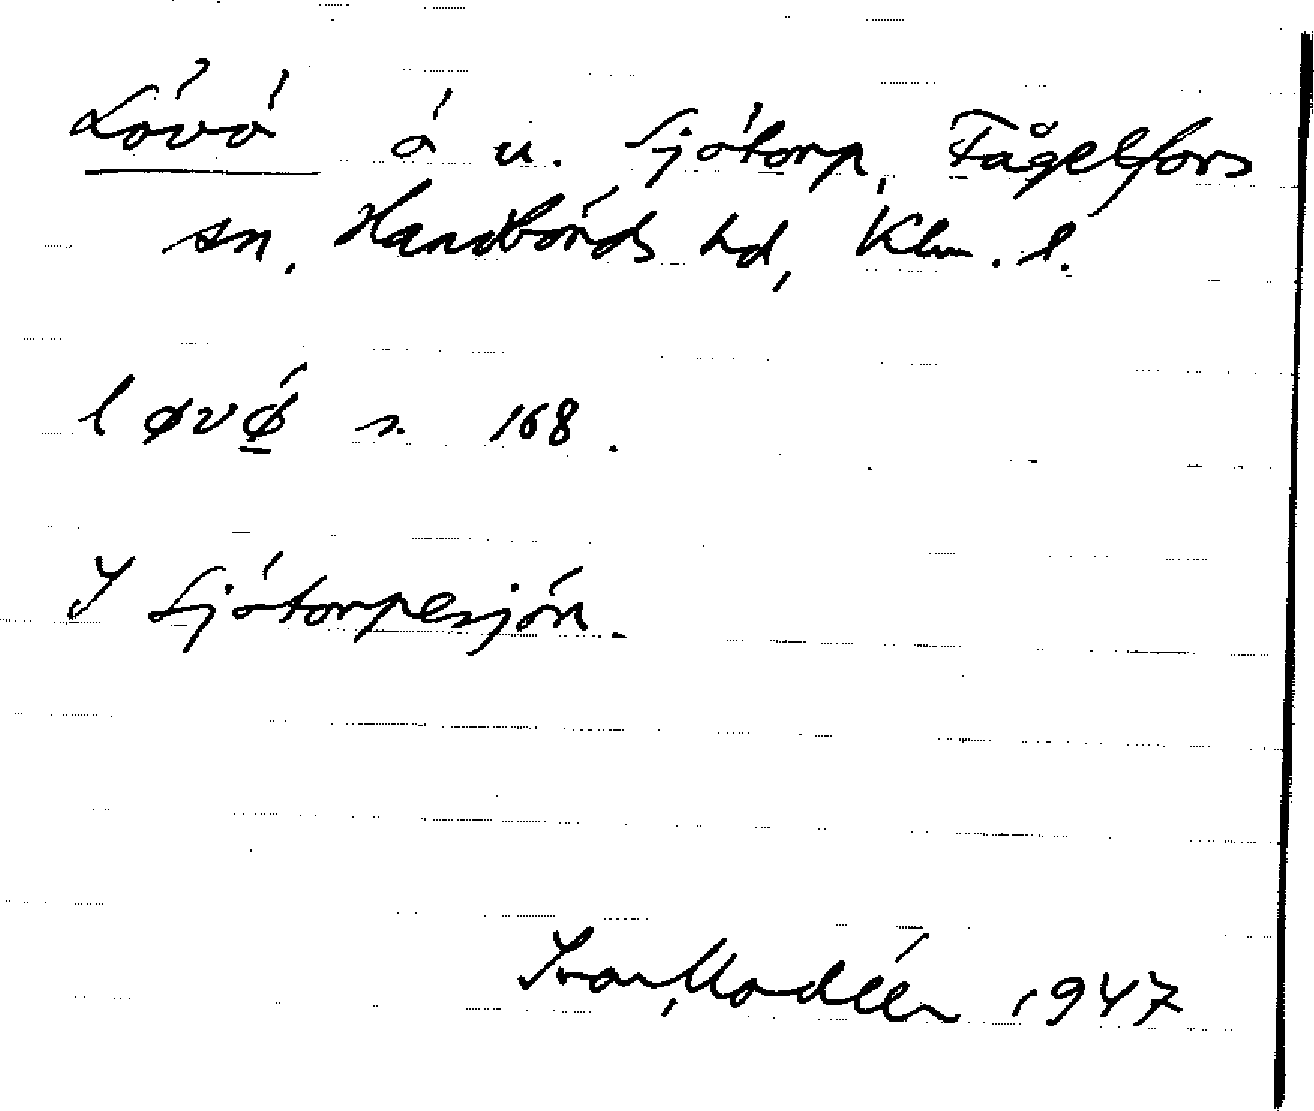 Lövö ö u. Sjötorp, Fågelfors
sn, Handbörds hd, Klm. l.
løvø s. 168.
I Sjötorpesjön.
Ivar Modéer 1947